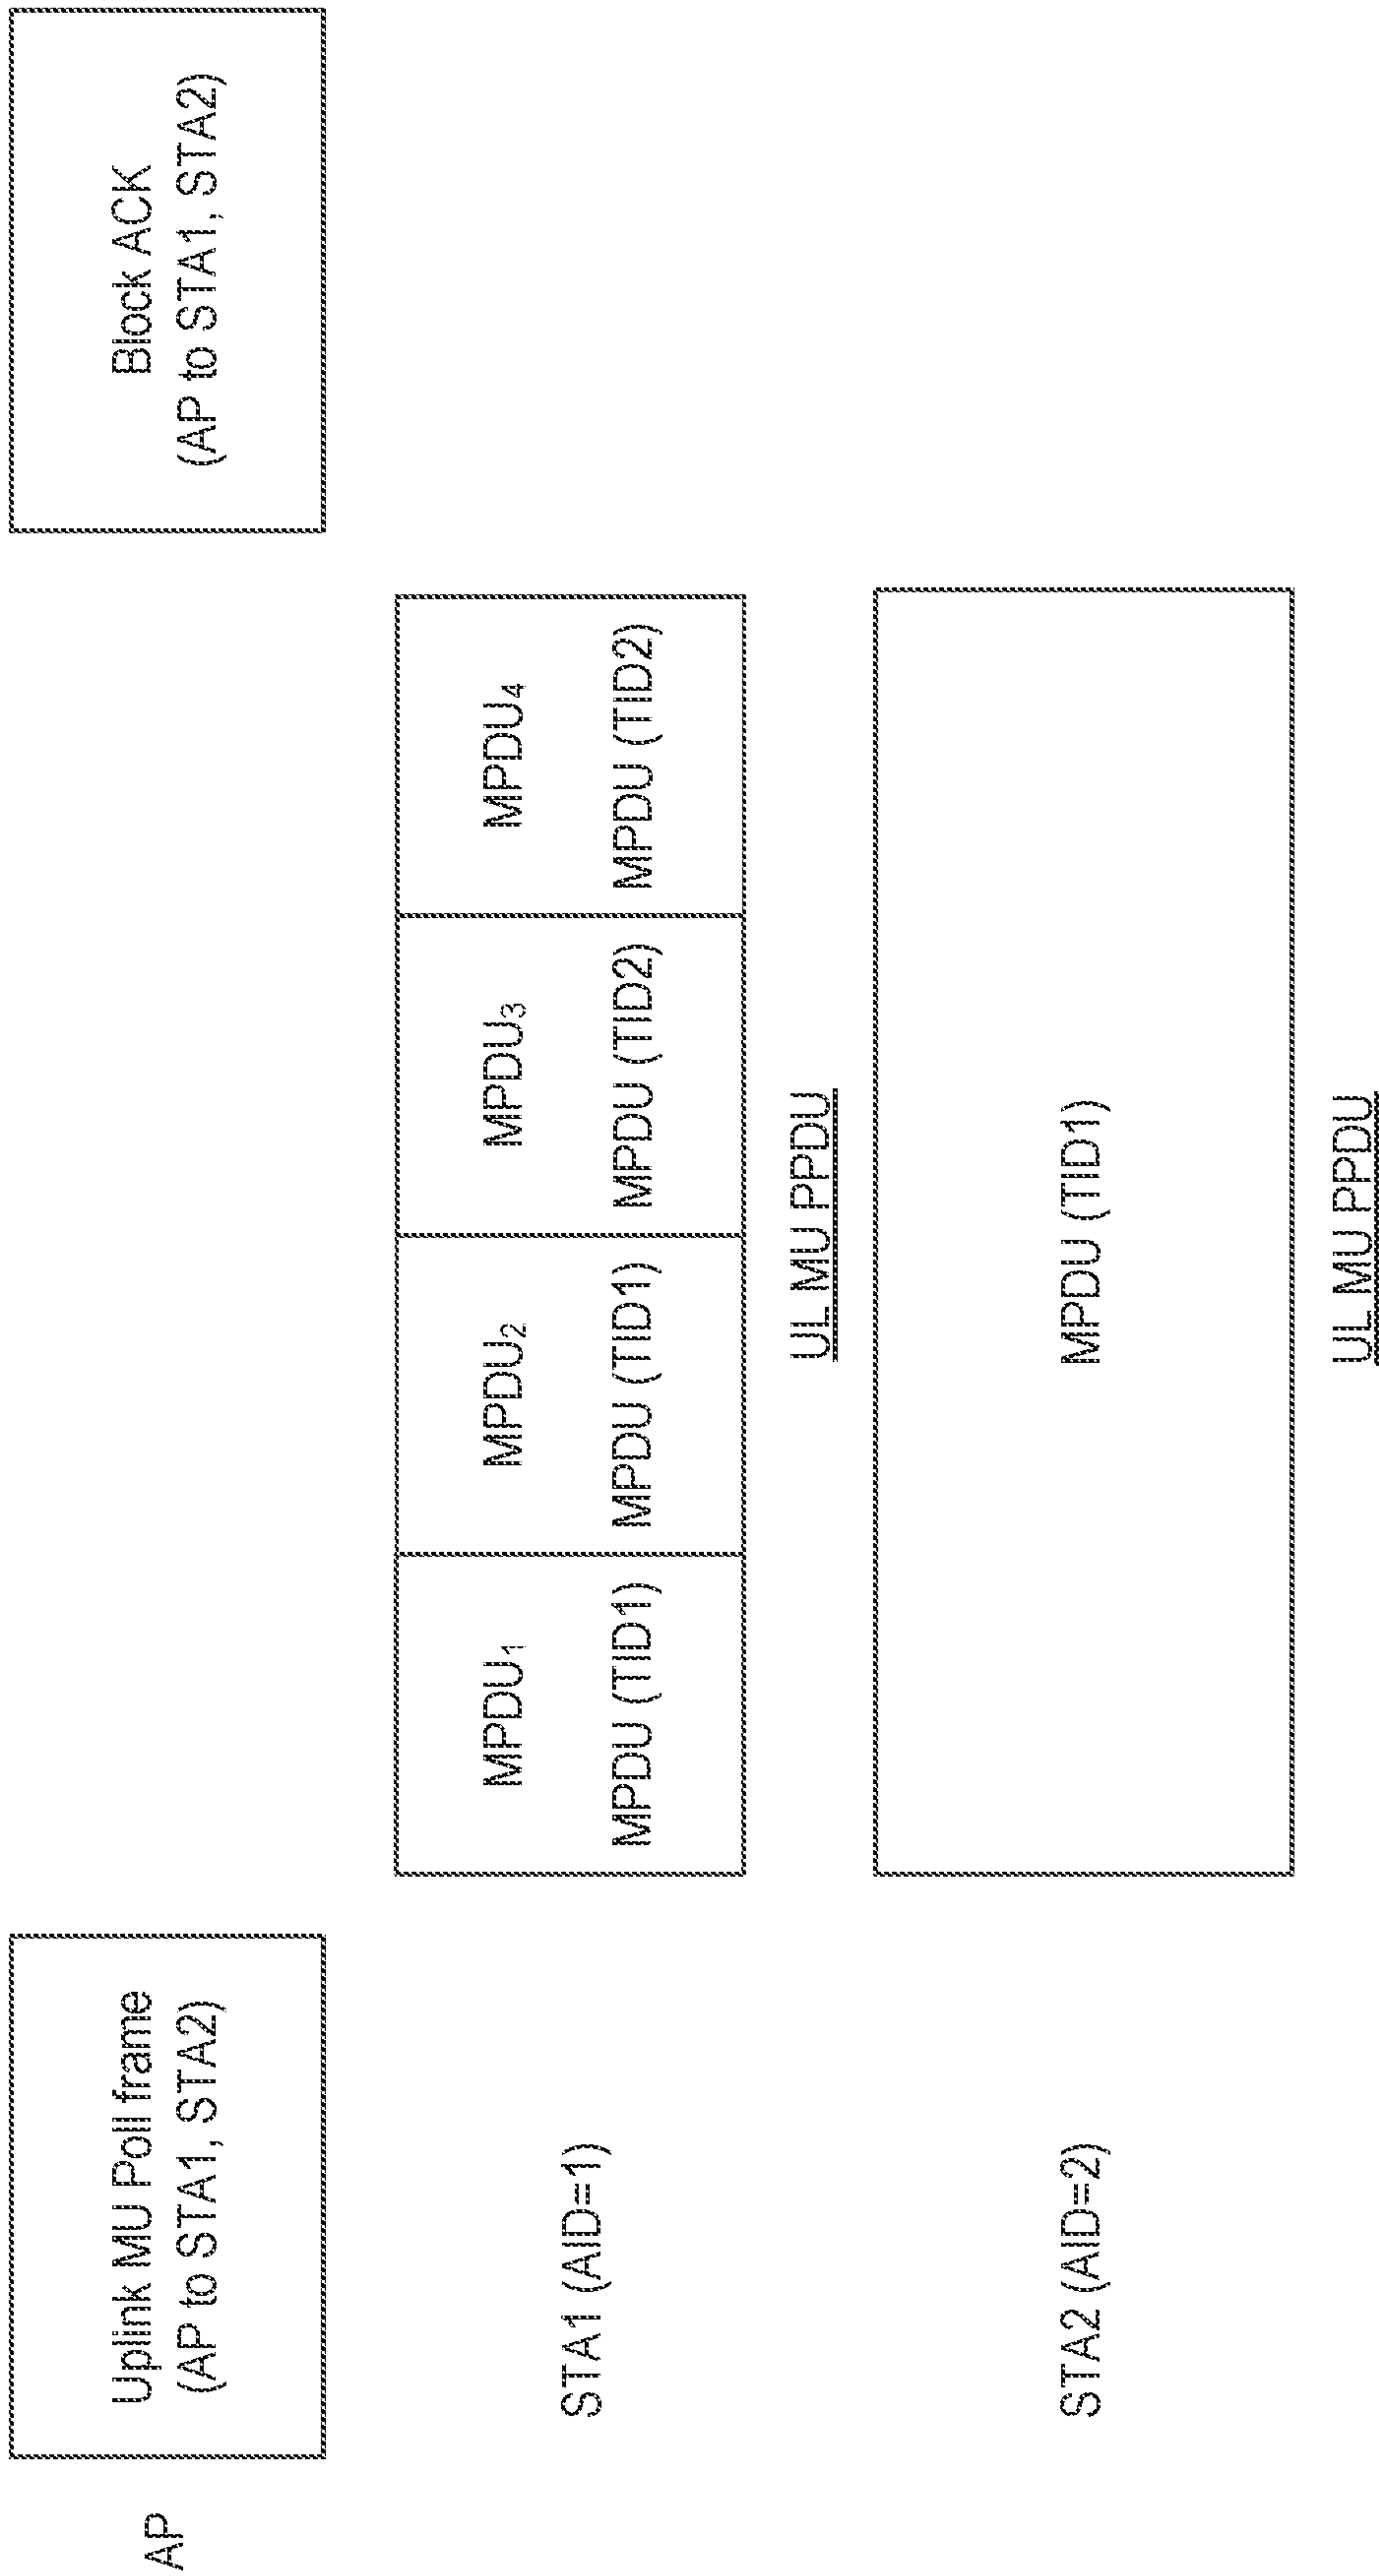 AP
Uplink MU Poll frame
(AP to STA1, STA2)
Block ACK
(AP to STA1, STA2)
STA1 (AID=1)
MPDU₁
MPDU (TID1)
MPDU₂
MPDU (TID1)
MPDU₃
MPDU (TID2)
MPDU₄
MPDU (TID2)
UL MU PPDU
STA2 (AID=2)
MPDU (TID1)
UL MU PPDU